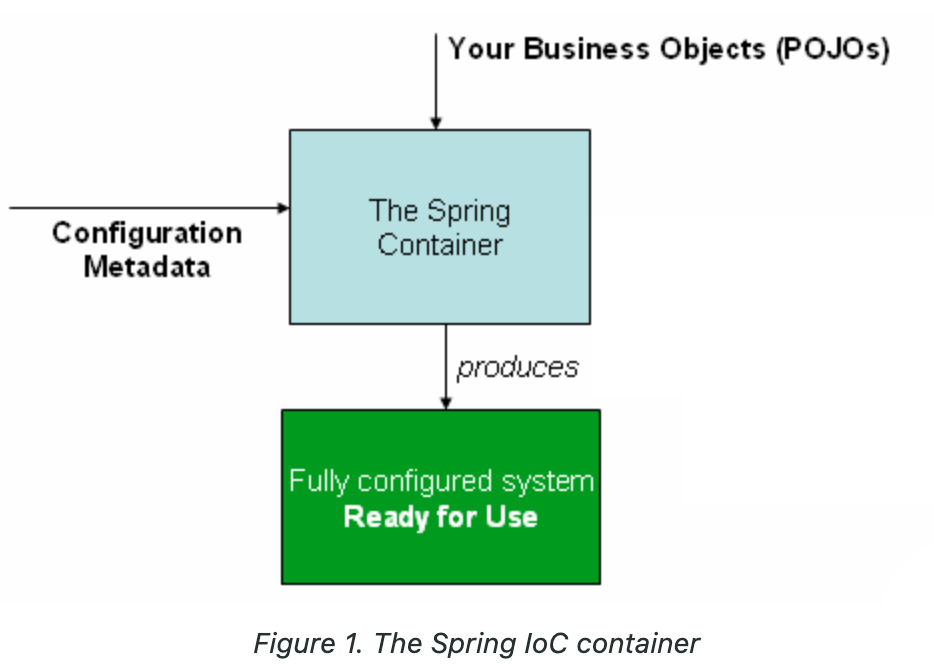 Your Business Objects (POJOs)
The Spring
Container
Configuration
Metadata
produces
Fully configured system
Ready for Use
Figure 1. The Spring IoC container